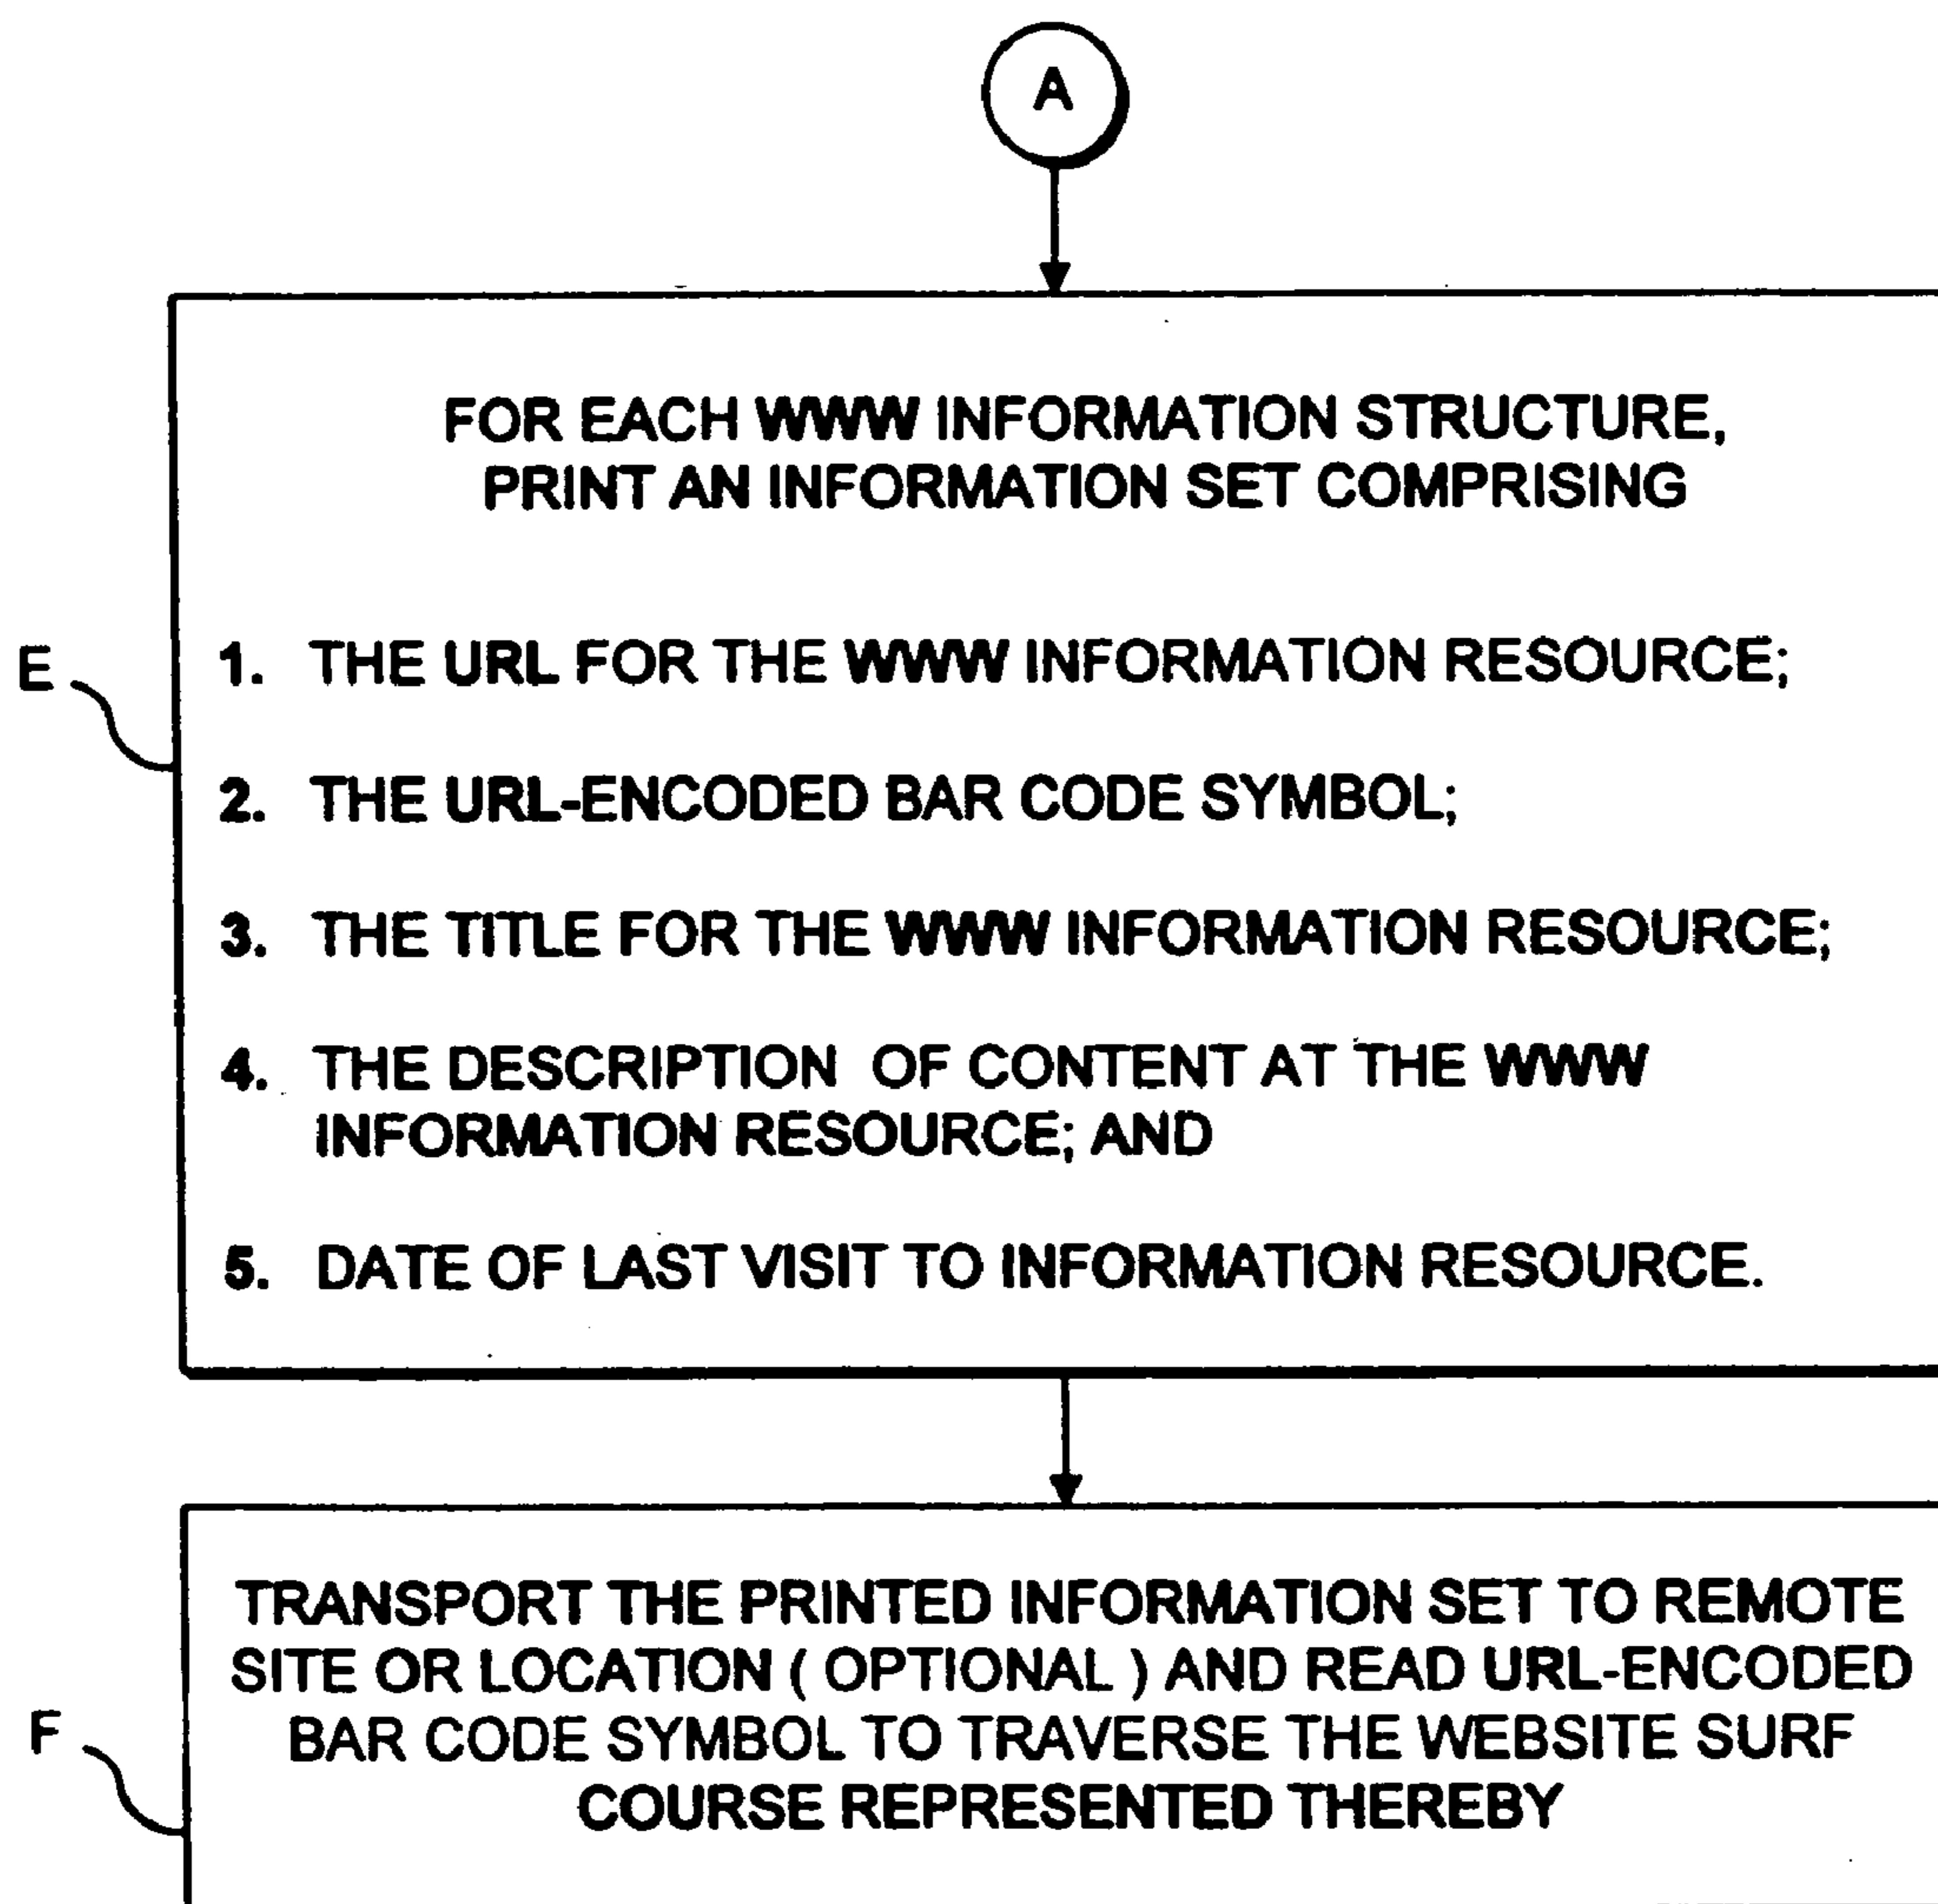 A
FOR EACH WWW INFORMATION STRUCTURE,
PRINT AN INFORMATION SET COMPRISING
E
1. THE URL FOR THE WWW INFORMATION RESOURCE;
2. THE URL-ENCODED BAR CODE SYMBOL;
3. THE TITLE FOR THE WWW INFORMATION RESOURCE;
4. THE DESCRIPTION OF CONTENT AT THE WWW
INFORMATION RESOURCE; AND
5. DATE OF LAST VISIT TO INFORMATION RESOURCE.
TRANSPORT THE PRINTED INFORMATION SET TO REMOTE
SITE OR LOCATION ( OPTIONAL ) AND READ URL-ENCODED
F
BAR CODE SYMBOL TO TRAVERSE THE WEBSITE SURF
COURSE REPRESENTED THEREBY